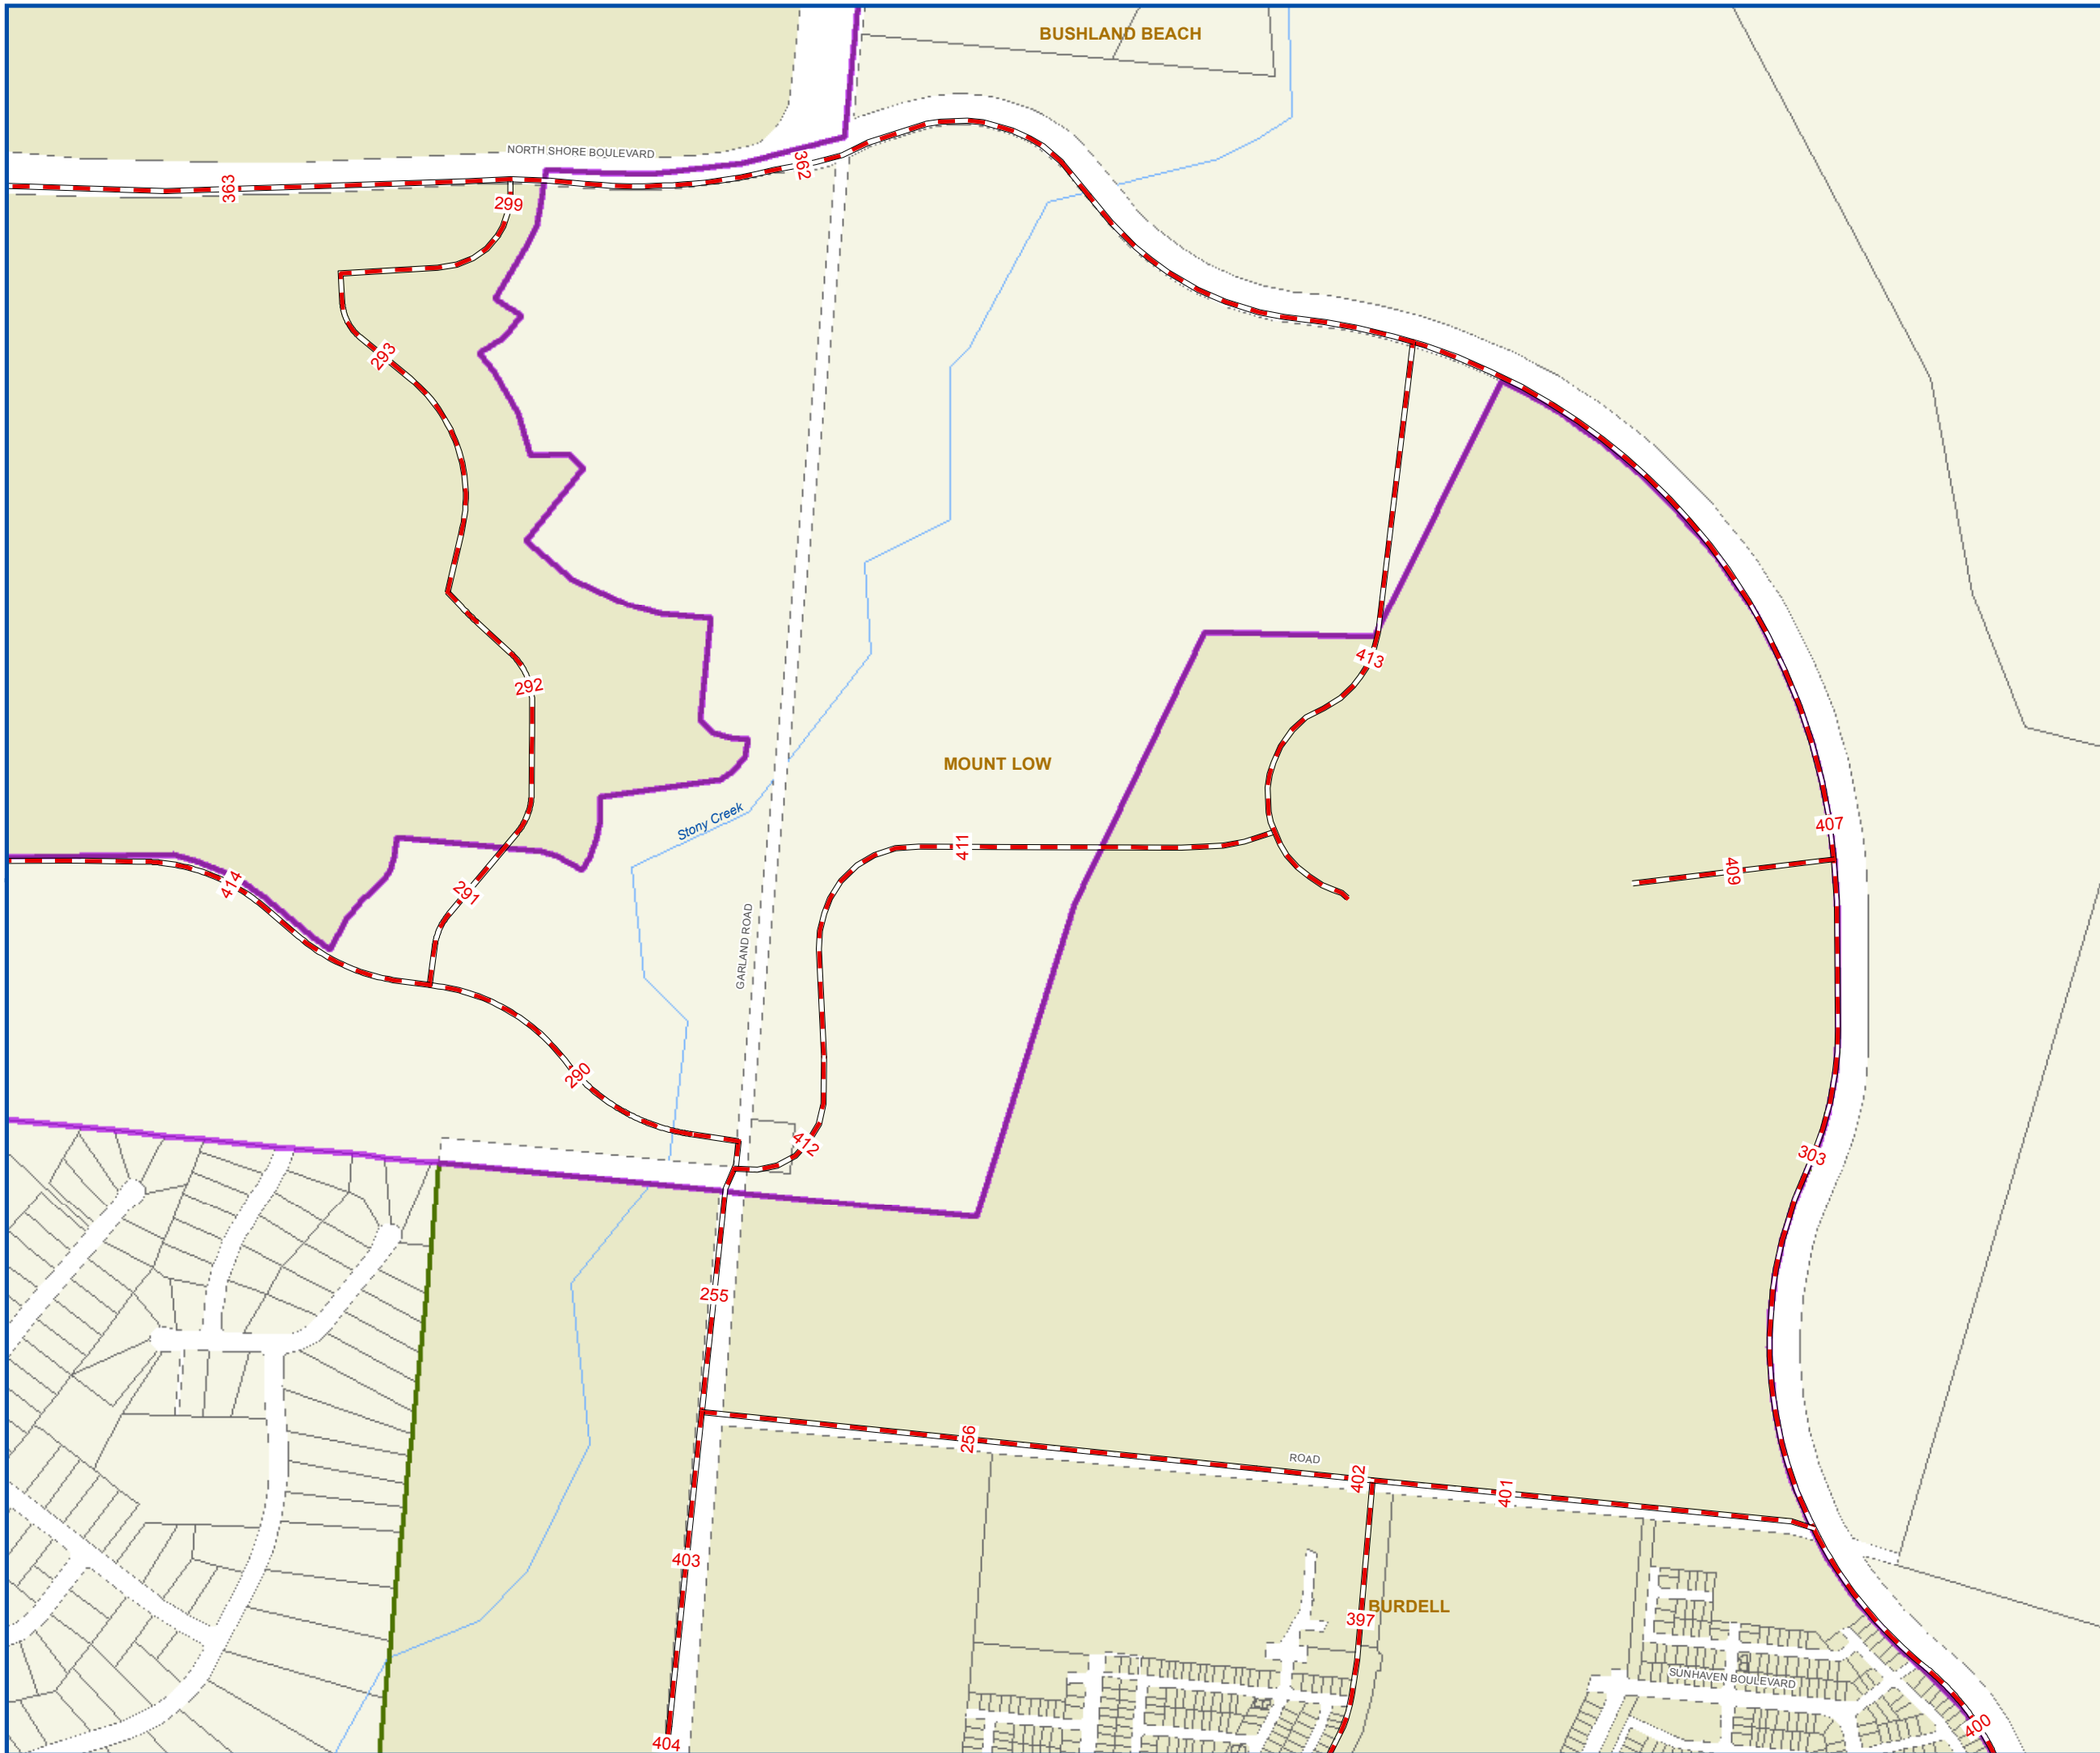 BUSHLAND BEACH
NORTH SHORE BOULEVARD
362
363
299
293
413
292
MOUNT LOW
Stony Creek
407
411
409
414
291
GARLAND ROAD
290
412
303
255
256
ROAD
402
401
403
BURDELL
397
SUNHAVEN BOULEVARD
400
404